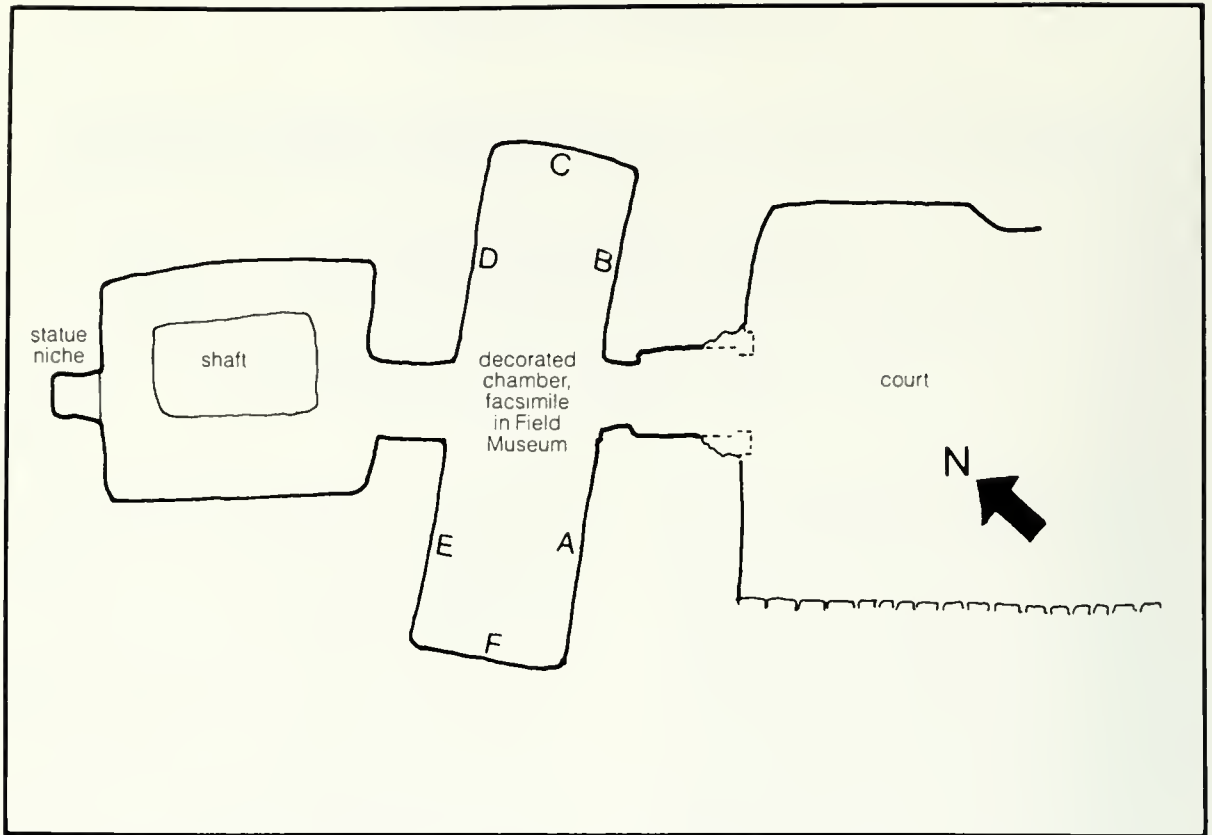 C
D
B
statue
niche
shaft
decorated
chamber,
facsimile
in Field
Museum
court
N
E
A
F